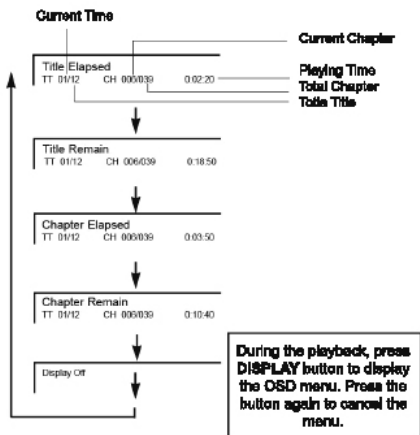 Current Time
Current Chapter
Title Elapsed
TT 01/12 CH 006/039 0:02:20
Playing Time
Total Chapter
Totle Title
Title Remain
TT 01/12 CH 006/039 0:18:50
Chapter Elapsed
TT 01/12 CH 006/039 0:03:50
Chapter Remain
TT 01/12 CH 006/039 0:10:40
Display Off
During the playback, press
DISPLAY button to display
the OSD menu. Press the
button again to cancel the
menu.